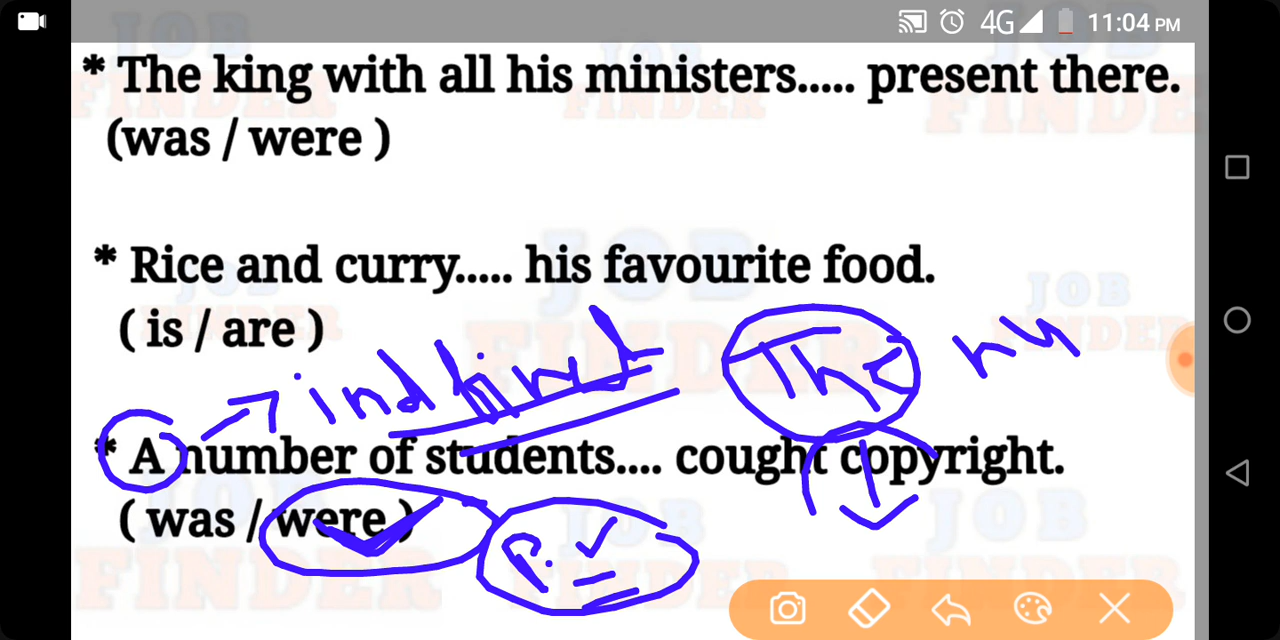 4G 11:04 PM
* The king with all his ministers..... present there.
(was / were )
* Rice and curry..... his favourite food.
( is / are )
The
* A number of students.... cought copyright.
( was / were )
P.V
JOB FINDER